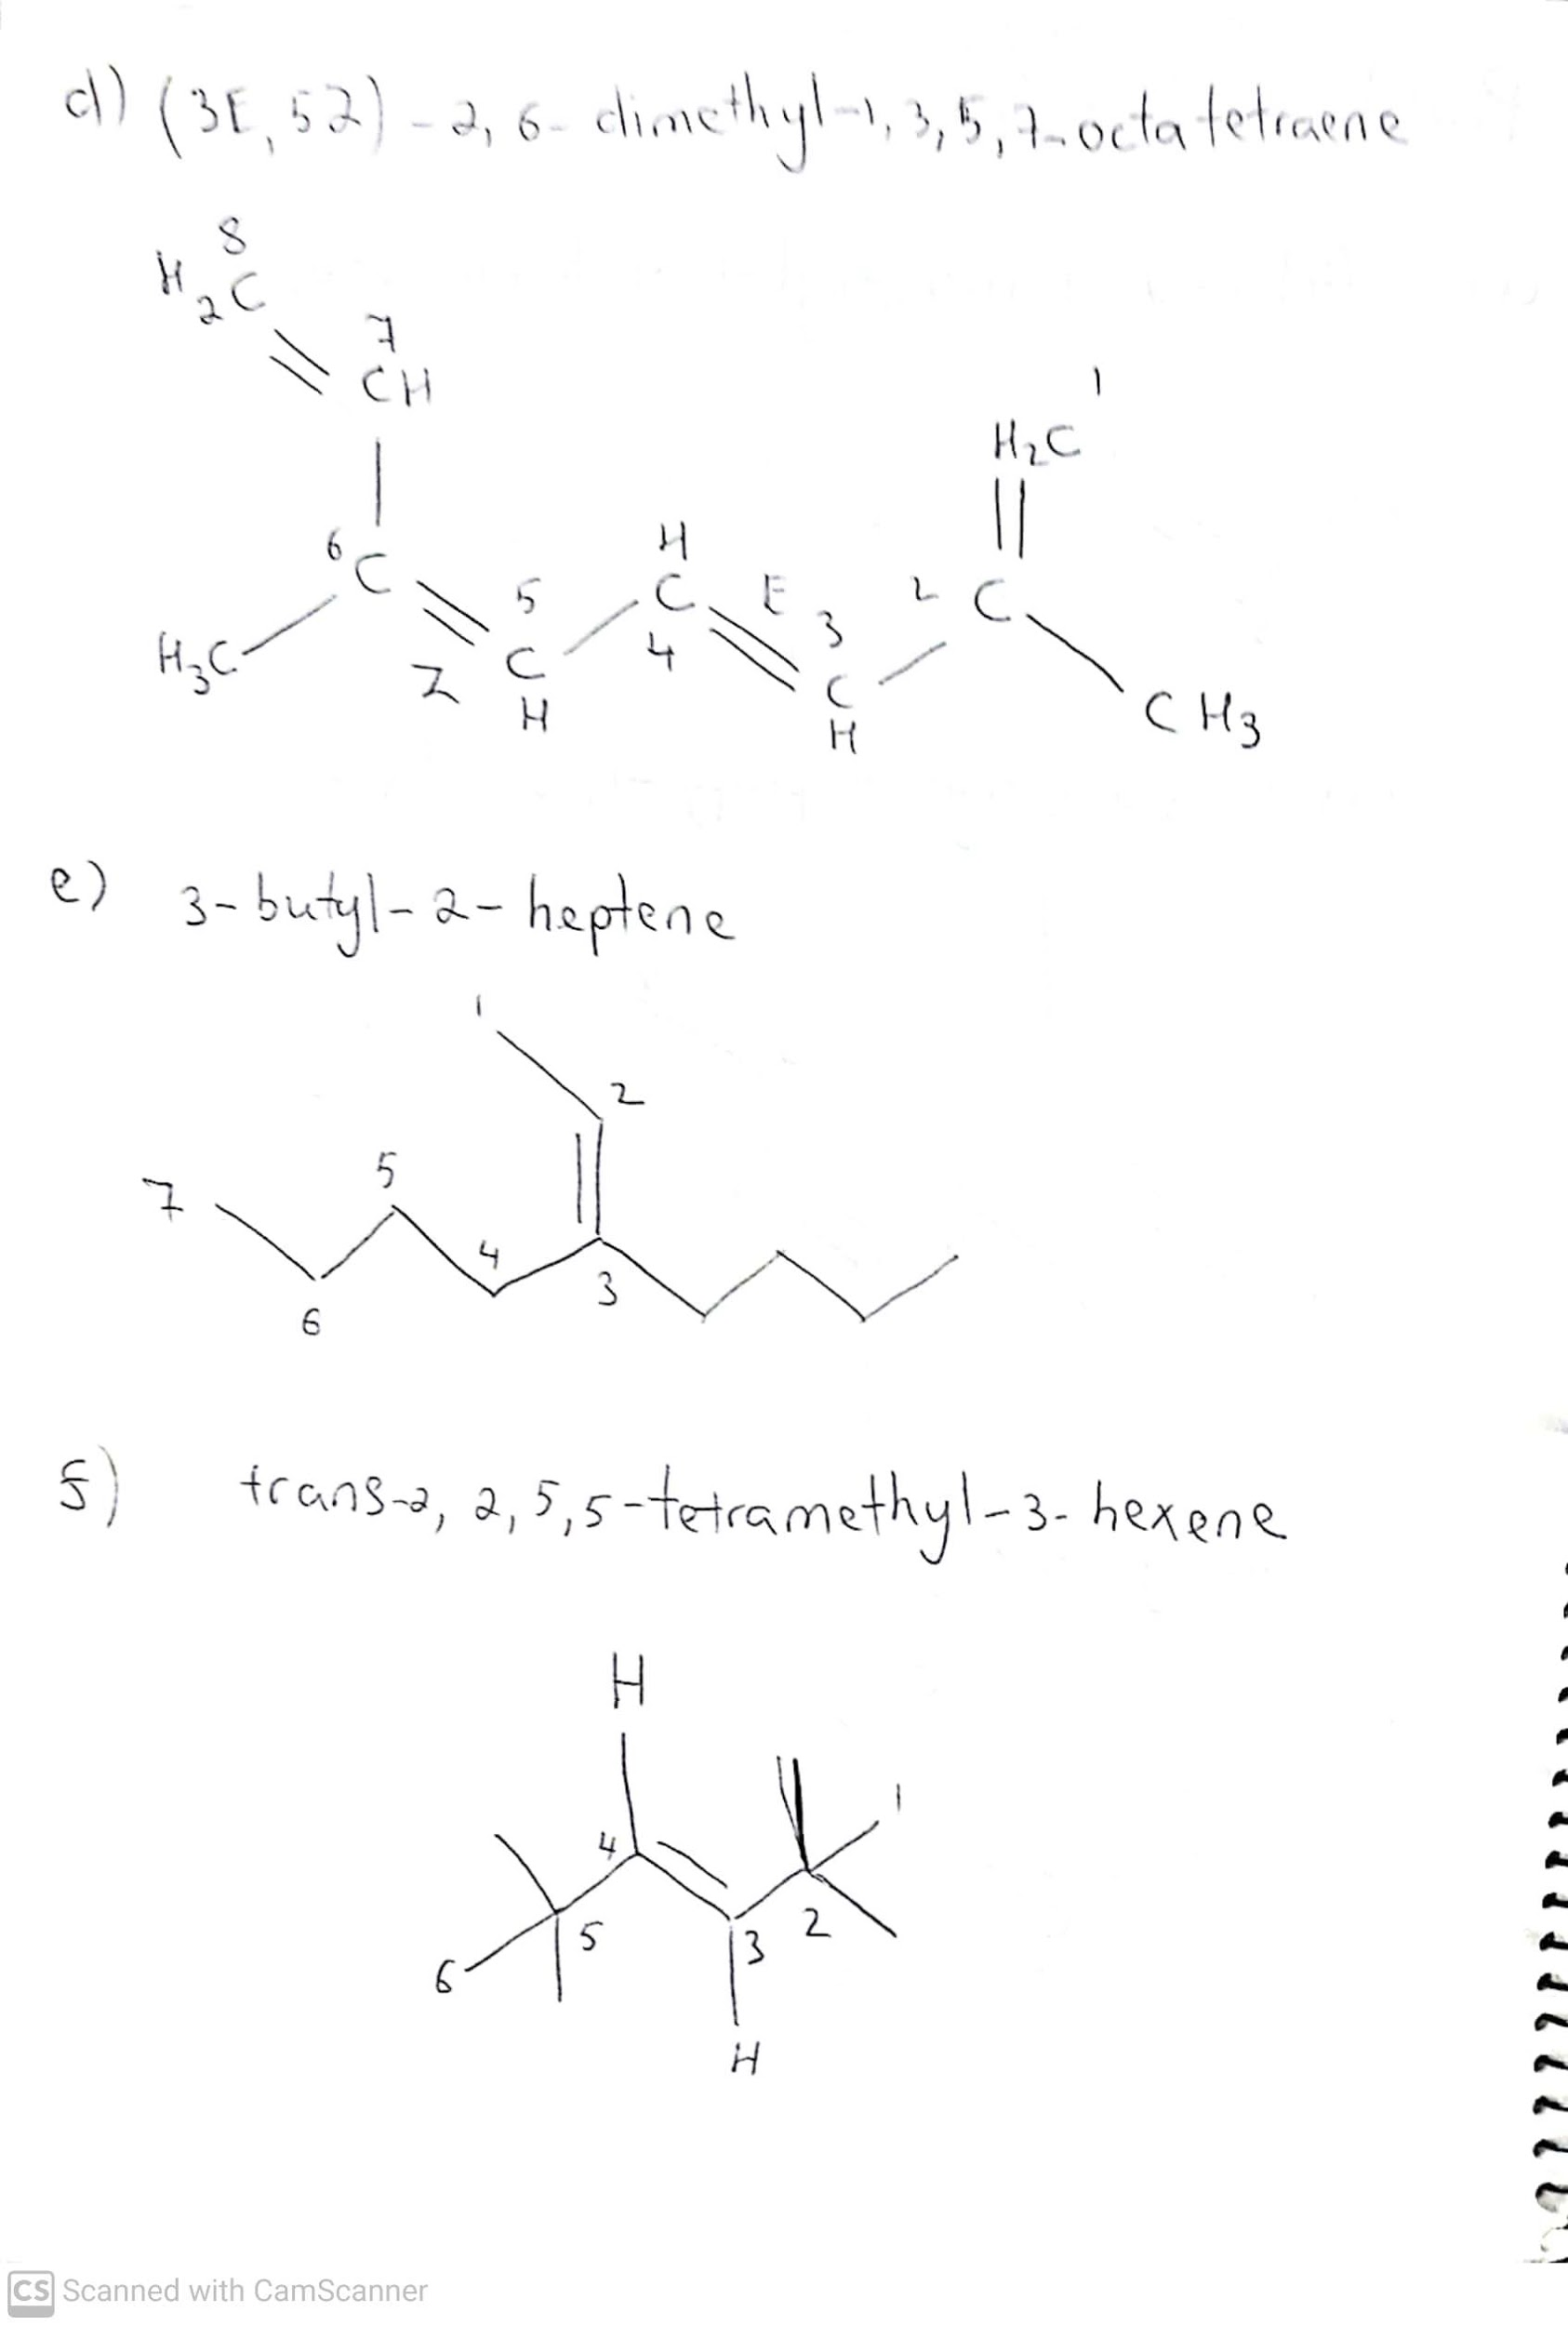 d) (3E, 5Z) - 2, 6- dimethyl-1, 3, 5, 7-octatetraene
8
H2C
7
CH
1
H2C
6 C
5
H
C
4
E
3
2 C
H3C
Z
C
H
C
H
CH3
e) 3-butyl-2-heptene
1
2
5
7
4
3
6
f) trans-2, 2, 5, 5-tetramethyl-3-hexene
H
1
4
5
3
2
6
H
CS Scanned with CamScanner